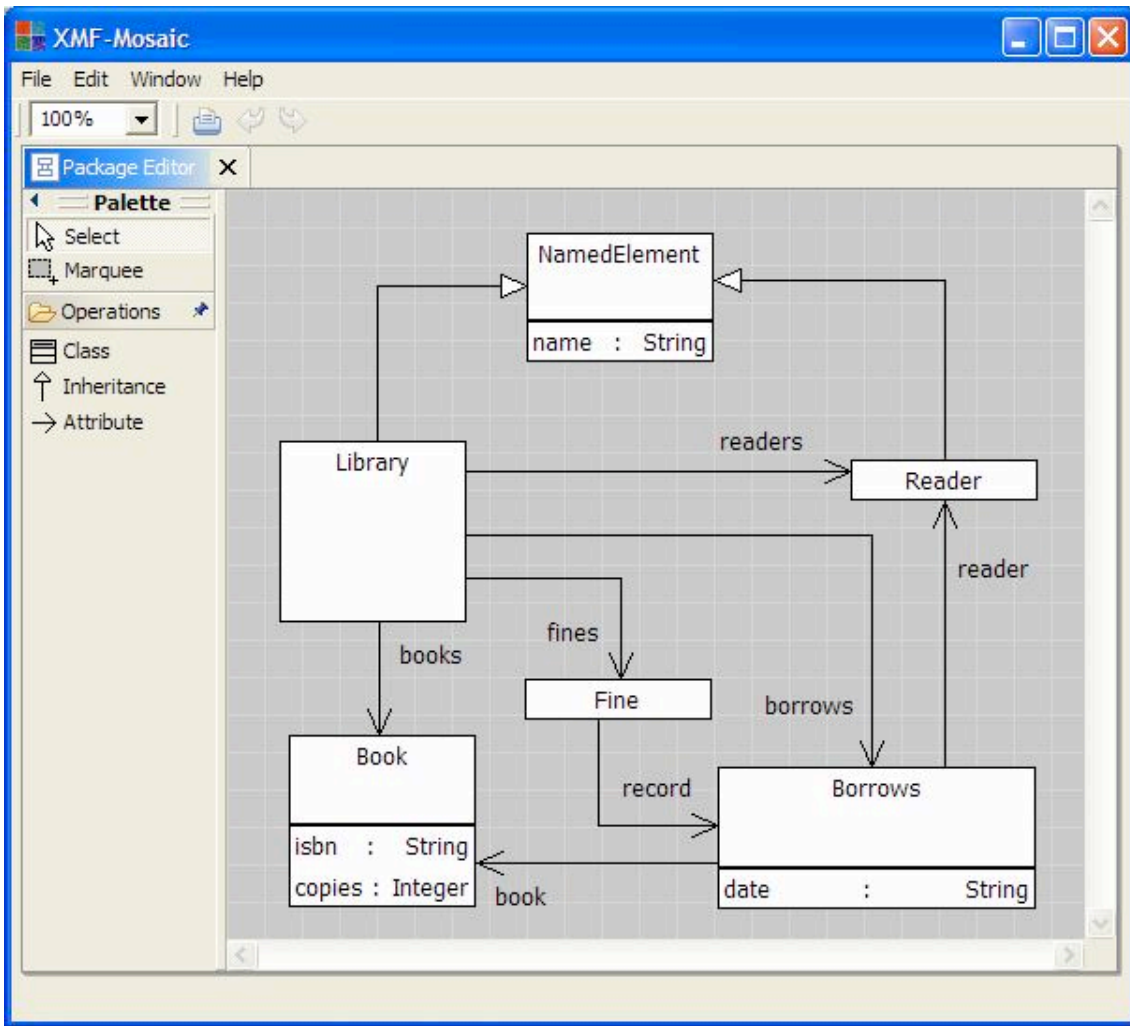 XMF-Mosaic
File Edit Window Help
100%
Package Editor
Palette
Select
Marquee
Operations
Class
Inheritance
Attribute
NamedElement
name : String
Library
readers
Reader
reader
fines
books
Fine
borrows
Book
record
Borrows
isbn : String
copies : Integer
book
date : String